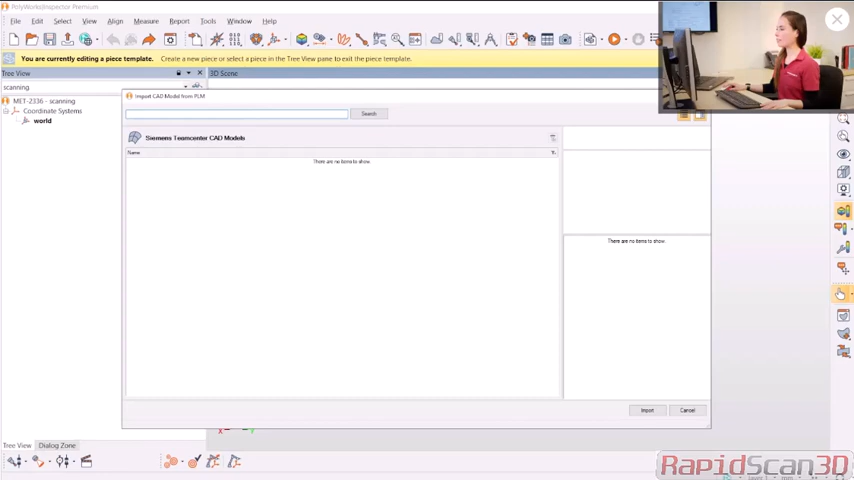 PolyWorks|Inspector Premium
File Edit Select View Align Measure Report Tools Window Help
You are currently editing a piece template. Create a new piece or select a piece in the Tree View pane to exit the piece template.
Tree View
3D Scene
scanning
MET-2336 - scanning
Coordinate Systems
world
Import CAD Model from PLM
Search
Siemens Teamcenter CAD Models
Name
There are no items to show.
There are no items to show.
Import Cancel
x y
Tree View Dialog Zone
RapidScan3D